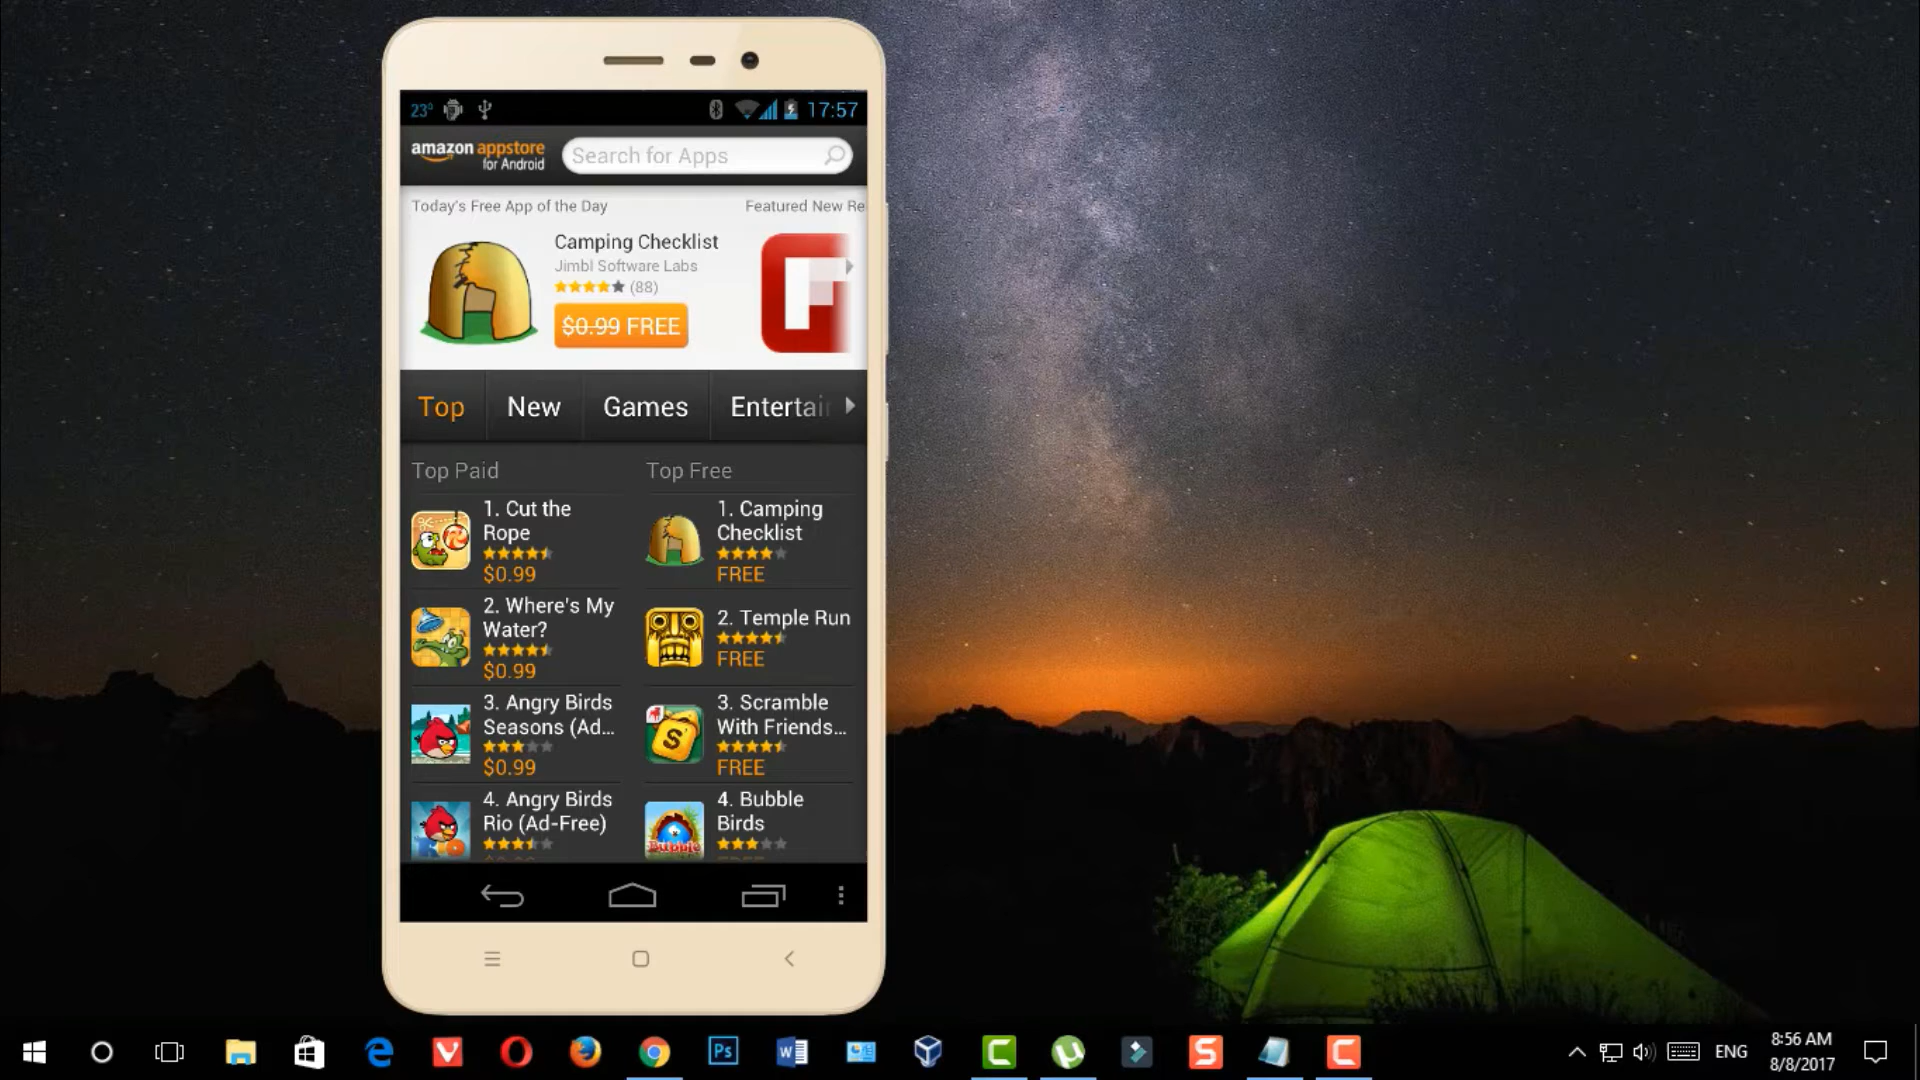 23°
17:57
amazon appstore
for Android
Search for Apps
Today's Free App of the Day
Featured New Re
Camping Checklist
Jimbl Software Labs
(88)
$0.99 FREE
Top
New
Games
Entertai
Top Paid
Top Free
1. Cut the
Rope
$0.99
1. Camping
Checklist
FREE
2. Where's My
Water?
$0.99
2. Temple Run
FREE
3. Angry Birds
Seasons (Ad...
$0.99
3. Scramble
With Friends...
FREE
4. Angry Birds
Rio (Ad-Free)
4. Bubble
Birds
Bubble
Ps
ENG
8:56 AM
8/8/2017